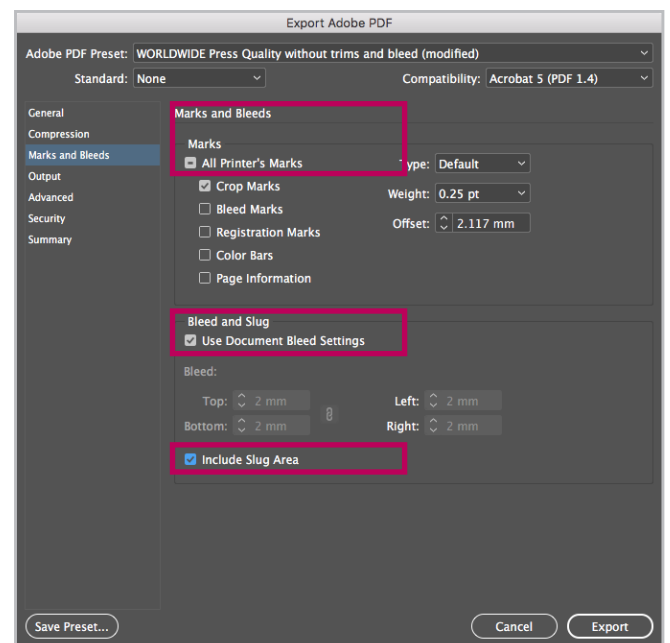 Export Adobe PDF
Adobe PDF Preset: WORLDWIDE Press Quality without trims and bleed (modified)
Standard: None Compatibility: Acrobat 5 (PDF 1.4)
General
Compression
Marks and Bleeds
Output
Advanced
Security
Summary
Marks and Bleeds
Marks
All Printer's Marks
Crop Marks
Bleed Marks
Registration Marks
Color Bars
Page Information
Type: Default
Weight: 0.25 pt
Offset: 2.117 mm
Bleed and Slug
Use Document Bleed Settings
Bleed:
Top: 2 mm Left: 2 mm
Bottom: 2 mm Right: 2 mm
Include Slug Area
Save Preset... Cancel Export